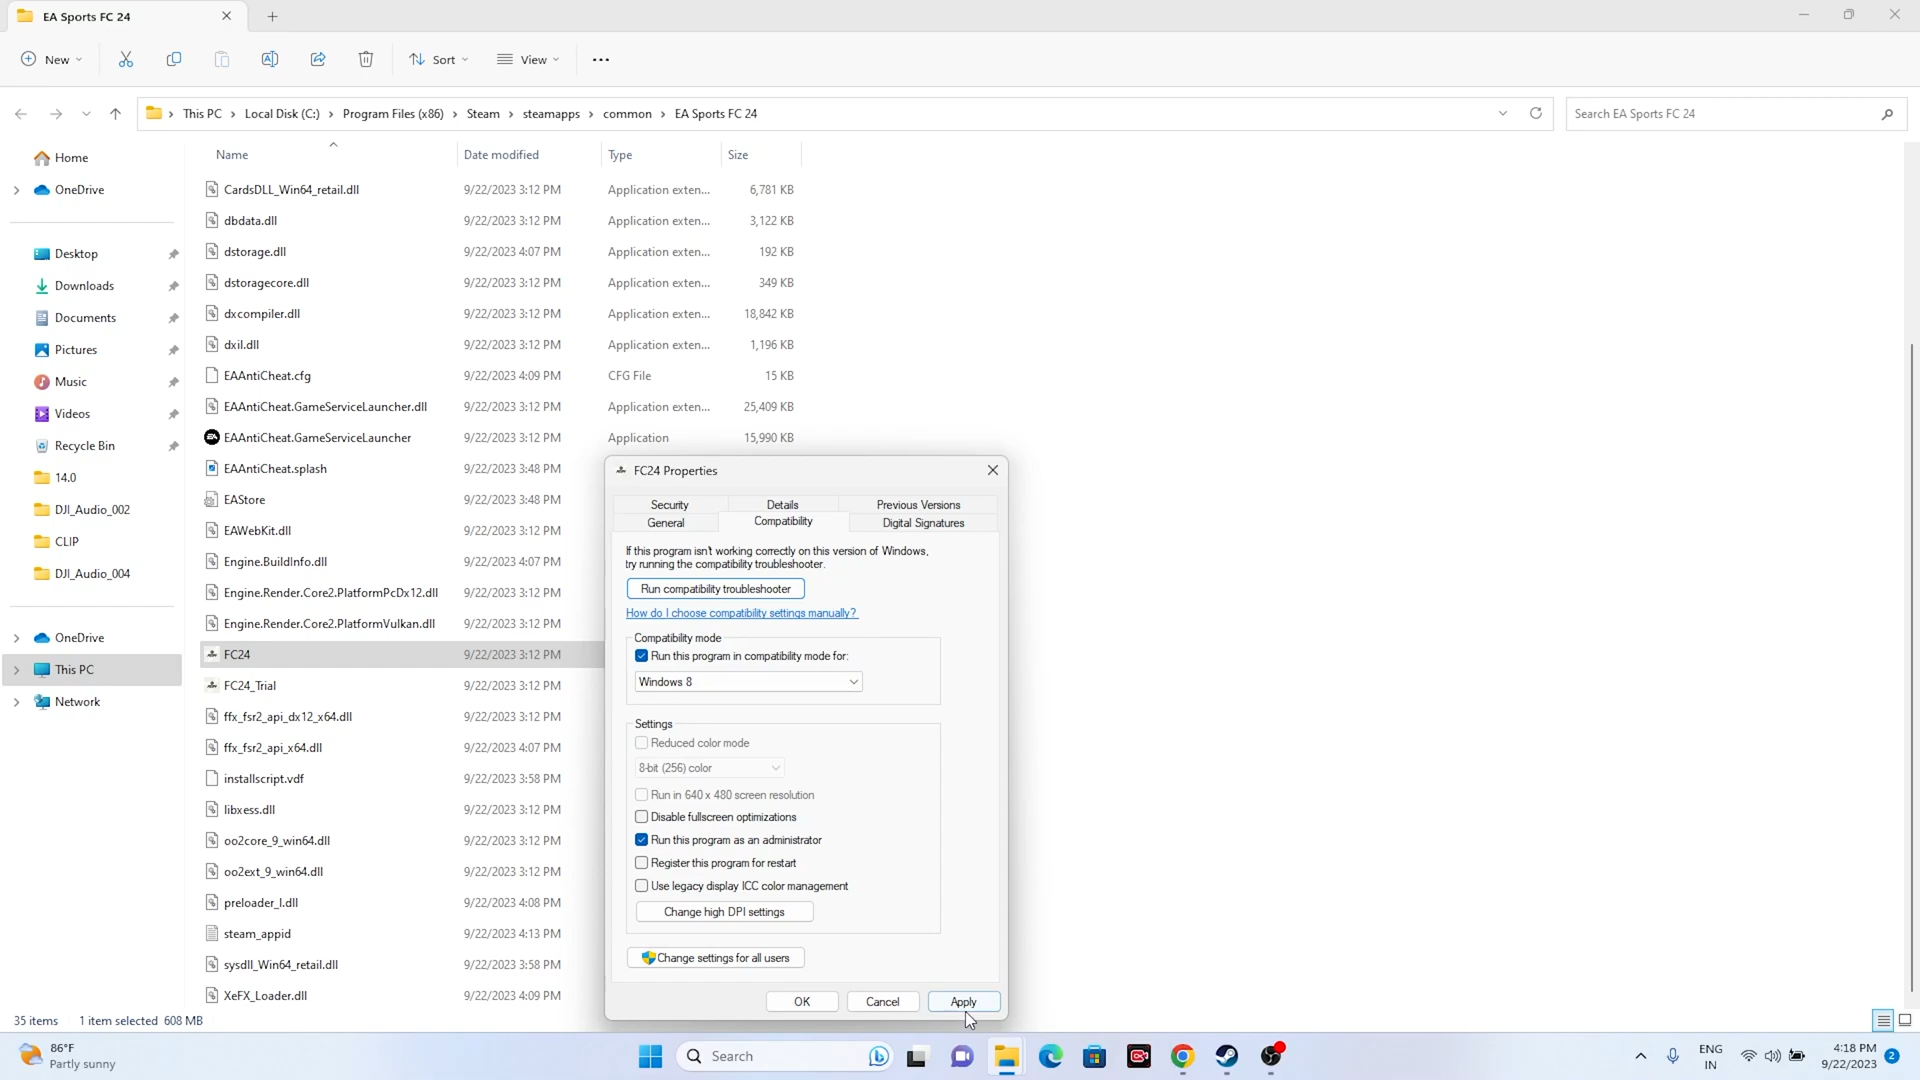 EA Sports FC 24
New
Sort
View
This PC
Local Disk (C:)
Program Files (x86)
Steam
steamapps
common
EA Sports FC 24
Search EA Sports FC 24
Home
OneDrive
Desktop
Downloads
Documents
Pictures
Music
Videos
Recycle Bin
14.0
DJI_Audio_002
CLIP
DJI_Audio_004
OneDrive
This PC
Network
Name Date modified Type Size
CardsDLL_Win64_retail.dll 9/22/2023 3:12 PM Application exten... 6,781 KB
dbdata.dll 9/22/2023 3:12 PM Application exten... 3,122 KB
dstorage.dll 9/22/2023 4:07 PM Application exten... 192 KB
dstoragecore.dll 9/22/2023 3:12 PM Application exten... 349 KB
dxcompiler.dll 9/22/2023 3:12 PM Application exten... 18,842 KB
dxil.dll 9/22/2023 3:12 PM Application exten... 1,196 KB
EAAntiCheat.cfg 9/22/2023 4:09 PM CFG File 15 KB
EAAntiCheat.GameServiceLauncher.dll 9/22/2023 3:12 PM Application exten... 25,409 KB
EAAntiCheat.GameServiceLauncher 9/22/2023 3:12 PM Application 15,990 KB
EAAntiCheat.splash 9/22/2023 3:48 PM
EAStore 9/22/2023 3:48 PM
EAWebKit.dll 9/22/2023 3:12 PM
Engine.BuildInfo.dll 9/22/2023 4:07 PM
Engine.Render.Core2.PlatformPcDx12.dll 9/22/2023 3:12 PM
Engine.Render.Core2.PlatformVulkan.dll 9/22/2023 3:12 PM
FC24 9/22/2023 3:12 PM
FC24_Trial 9/22/2023 3:12 PM
ffx_fsr2_api_dx12_x64.dll 9/22/2023 3:12 PM
ffx_fsr2_api_x64.dll 9/22/2023 4:07 PM
installscript.vdf 9/22/2023 3:58 PM
libxess.dll 9/22/2023 3:12 PM
oo2core_9_win64.dll 9/22/2023 3:12 PM
oo2ext_9_win64.dll 9/22/2023 3:12 PM
preloader_l.dll 9/22/2023 4:08 PM
steam_appid 9/22/2023 4:13 PM
sysdll_Win64_retail.dll 9/22/2023 3:58 PM
XeFX_Loader.dll 9/22/2023 4:09 PM
FC24 Properties
Security Details Previous Versions
General Compatibility Digital Signatures
If this program isn't working correctly on this version of Windows,
try running the compatibility troubleshooter.
Run compatibility troubleshooter
How do I choose compatibility settings manually?
Compatibility mode
Run this program in compatibility mode for:
Windows 8
Settings
Reduced color mode
8-bit (256) color
Run in 640 x 480 screen resolution
Disable fullscreen optimizations
Run this program as an administrator
Register this program for restart
Use legacy display ICC color management
Change high DPI settings
Change settings for all users
OK Cancel Apply
35 items 1 item selected 608 MB
86°F
Partly sunny
Search
ENG
IN
4:18 PM
9/22/2023
2